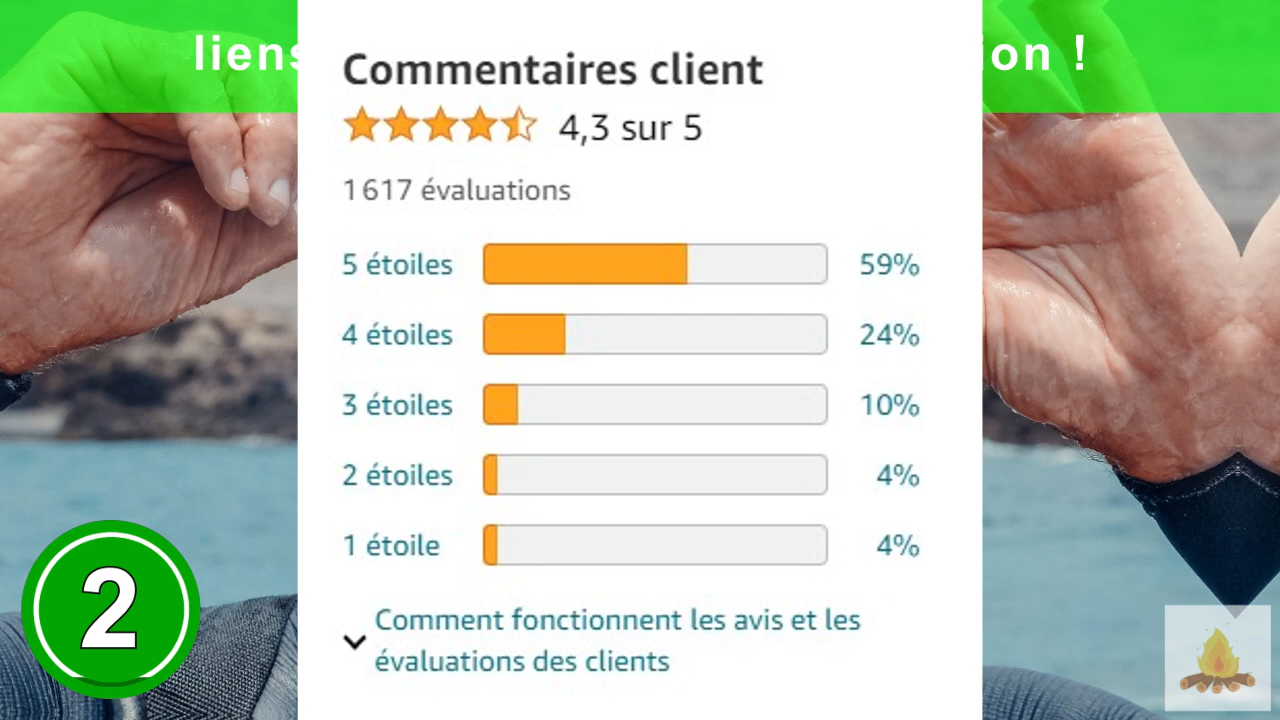 liens
ion !
Commentaires client
4,3 sur 5
1 617 évaluations
5 étoiles 59%
4 étoiles 24%
3 étoiles 10%
2 étoiles 4%
1 étoile 4%
Comment fonctionnent les avis et les
évaluations des clients
2